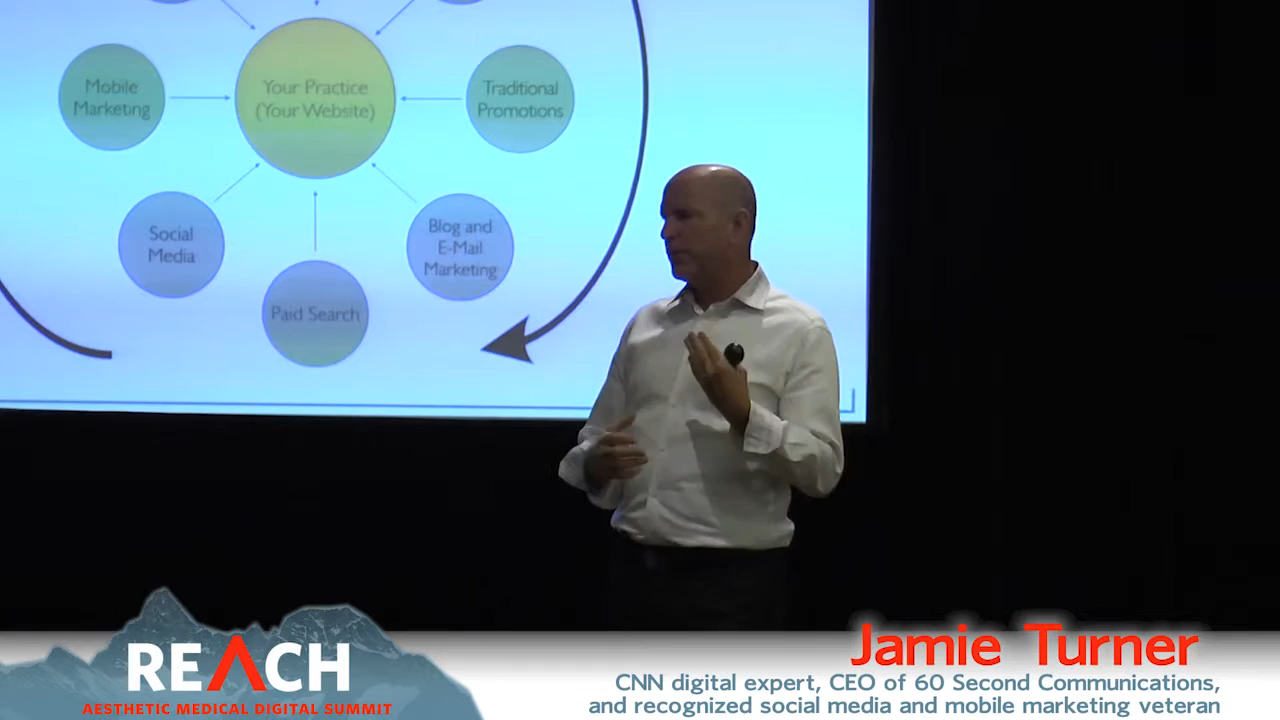 Mobile
Marketing
Your Practice
(Your Website)
Traditional
Promotions
Social
Media
Blog and
E-Mail
Marketing
Paid Search
REACH
AESTHETIC MEDICAL DIGITAL SUMMIT
Jamie Turner
CNN digital expert, CEO of 60 Second Communications,
and recognized social media and mobile marketing veteran